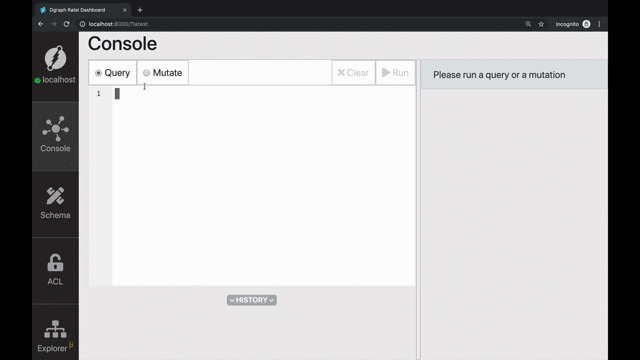 Dgraph Ratel Dashboard
localhost:8000/?latest
Incognito
localhost
Console
Schema
ACL
Explorer β
Console
Query
Mutate
Clear
Run
1
HISTORY
Please run a query or a mutation